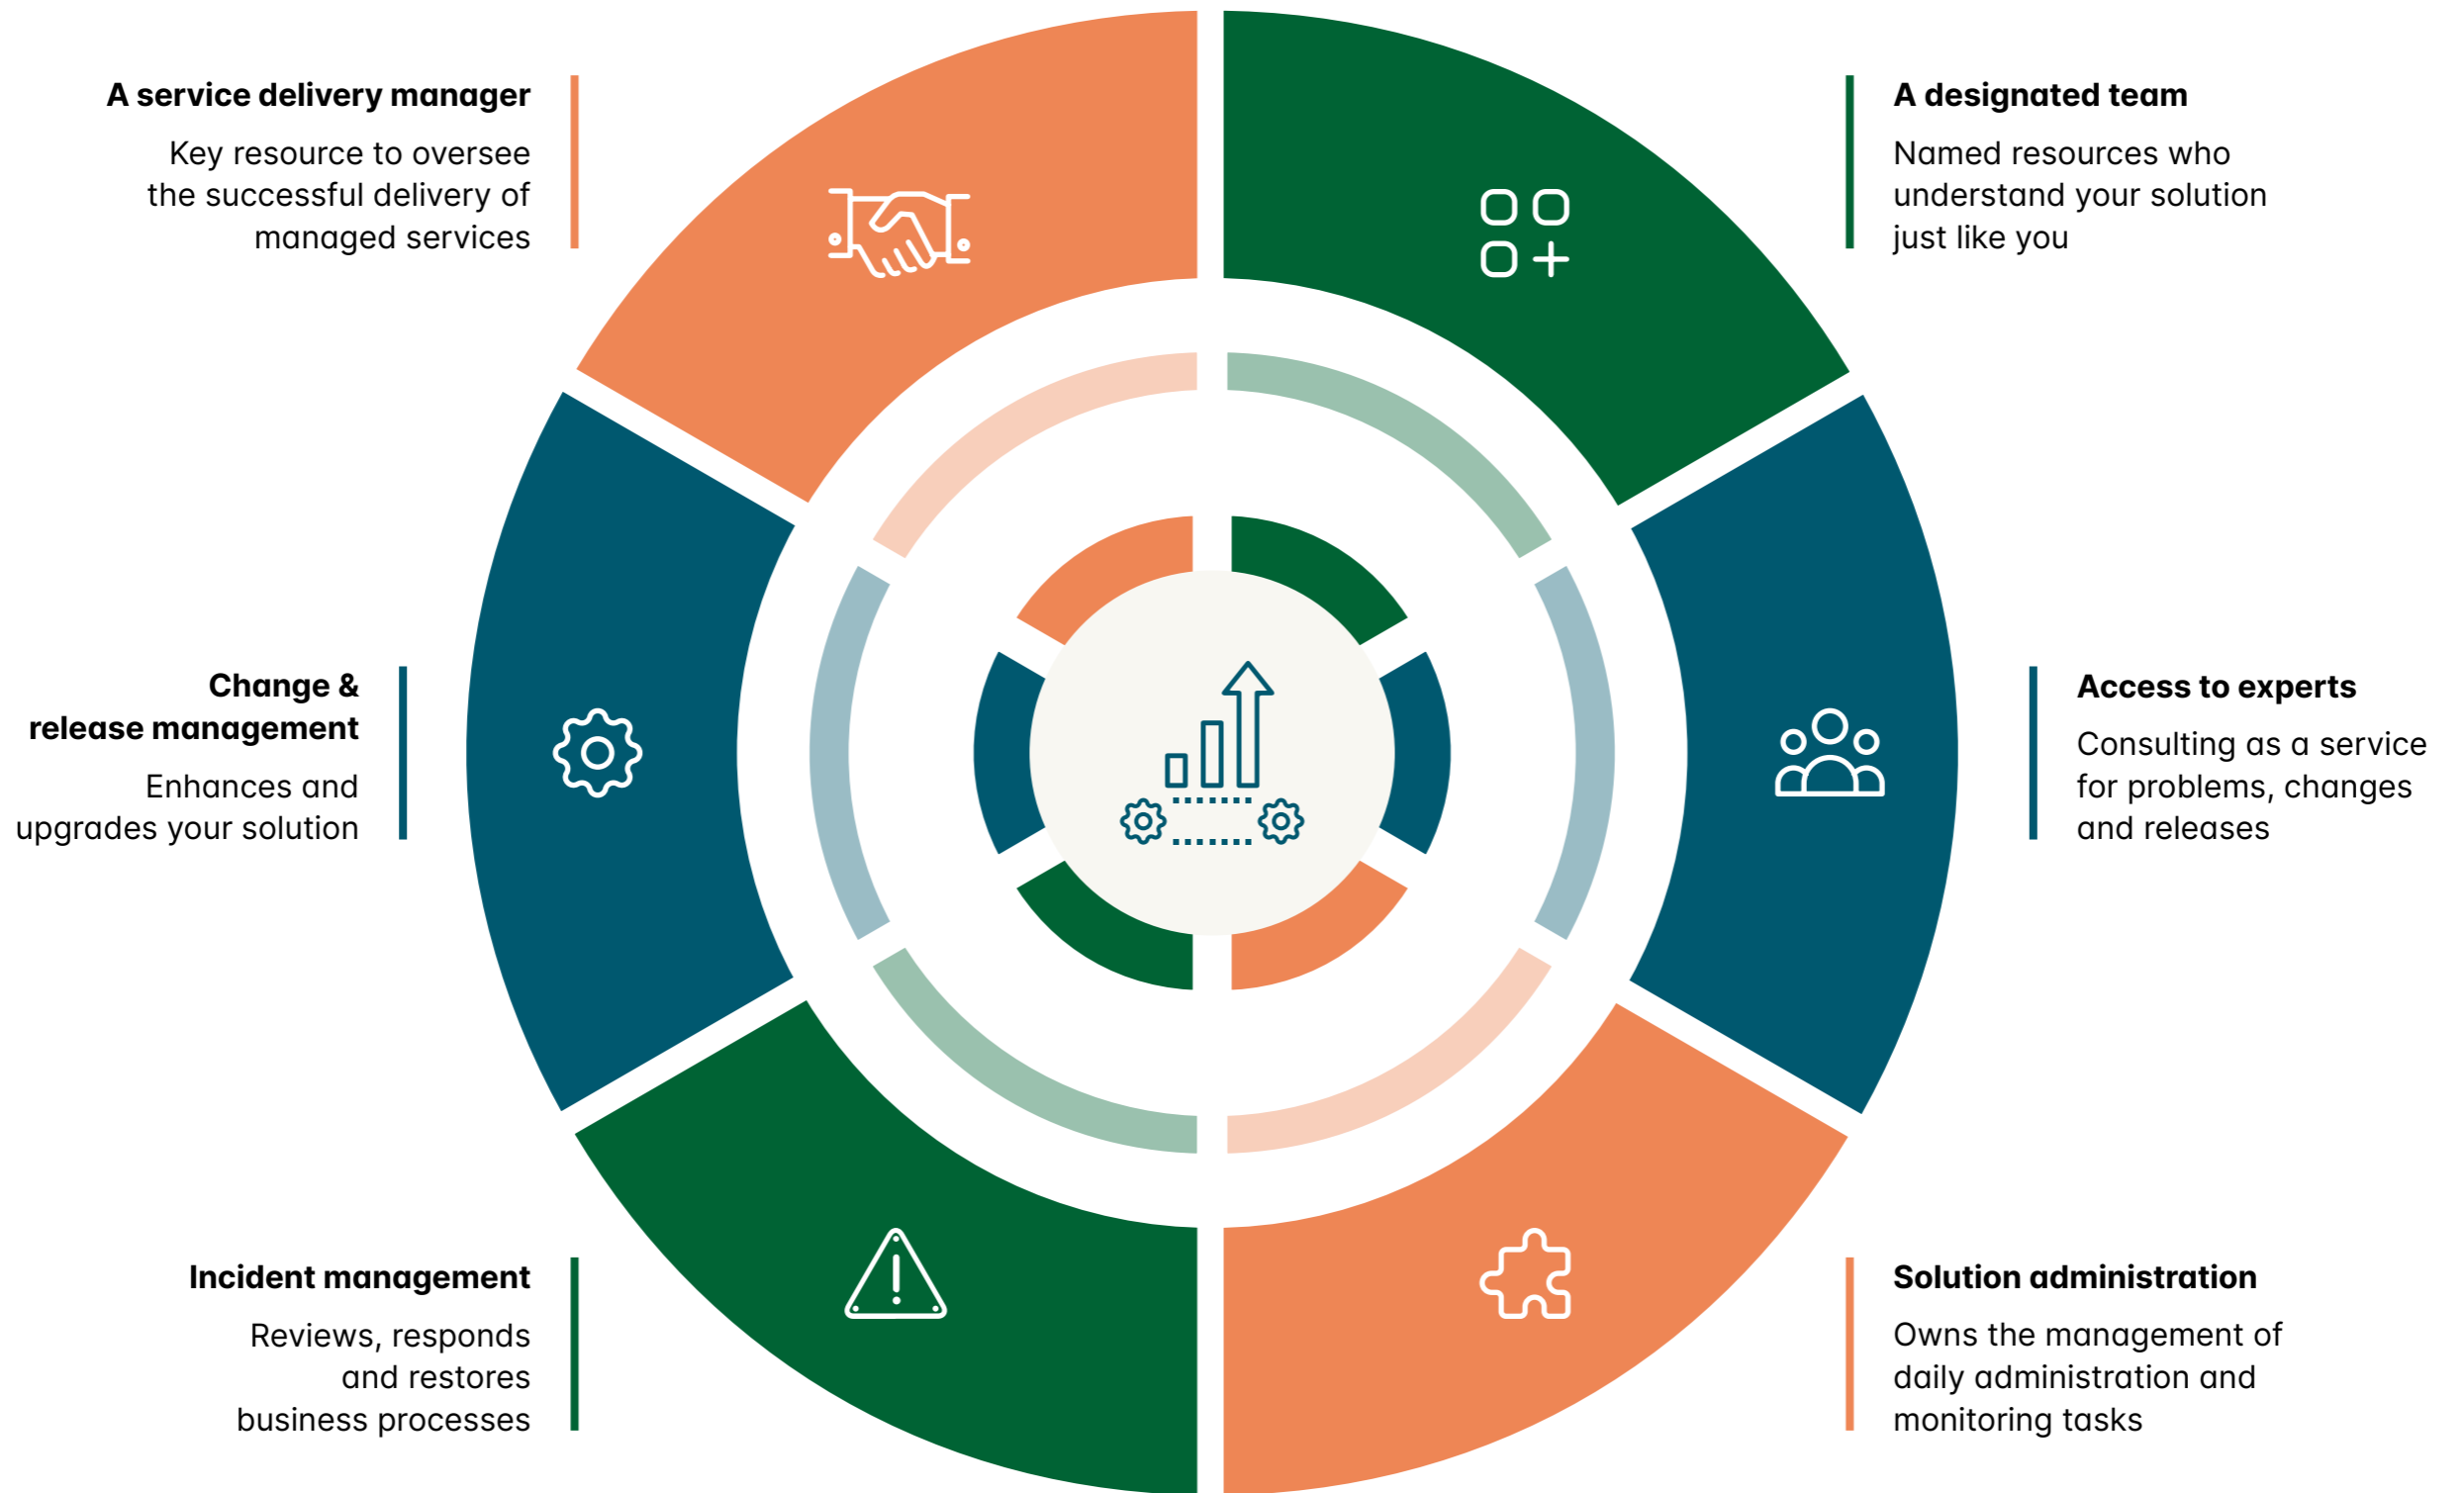 A service delivery manager
Key resource to oversee
the successful delivery of
managed services
A designated team
Named resources who
understand your solution
just like you
Change &
release management
Enhances and
upgrades your solution
Access to experts
Consulting as a service
for problems, changes
and releases
Incident management
Reviews, responds
and restores
business processes
Solution administration
Owns the management of
daily administration and
monitoring tasks